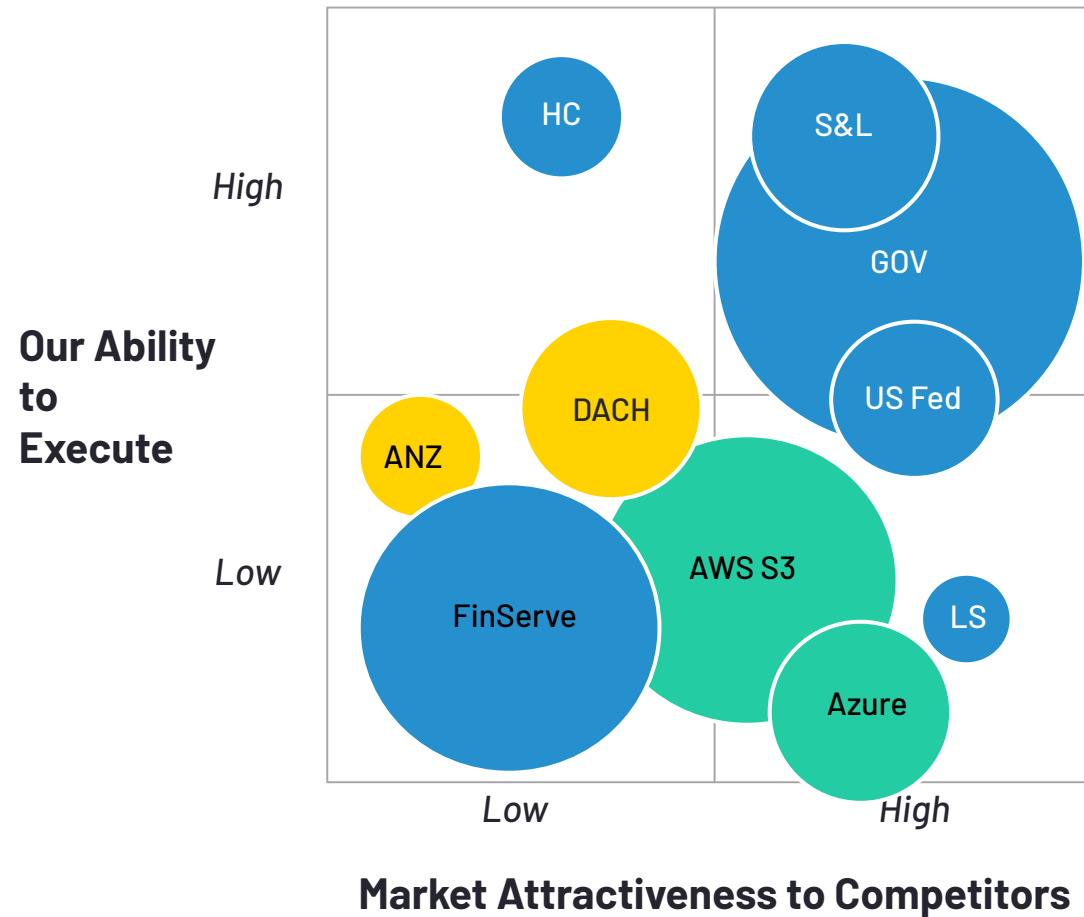 HC
S&L
High
GOV
Our Ability
to
Execute
US Fed
DACH
ANZ
AWS S3
Low
FinServe
LS
Azure
Low
High
Market Attractiveness to Competitors